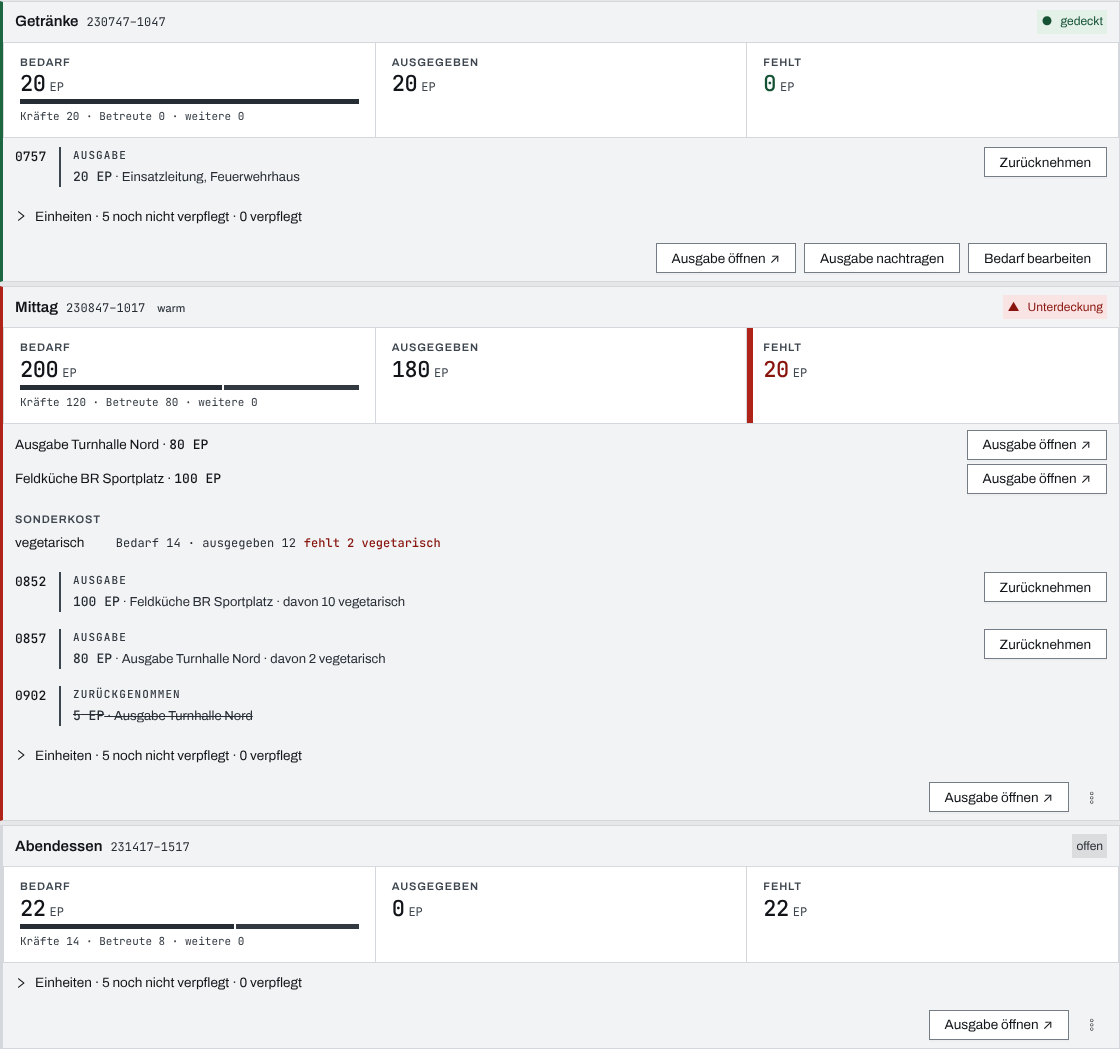 Getränke 230747–1047 gedeckt
BEDARF AUSGEGEBEN FEHLT
20 EP 20 EP 0 EP
Kräfte 20 · Betreute 0 · weitere 0
0757 AUSGABE Zurücknehmen
20 EP · Einsatzleitung, Feuerwehrhaus
Einheiten · 5 noch nicht verpflegt · 0 verpflegt
Ausgabe öffnen ↗ Ausgabe nachtragen Bedarf bearbeiten
Mittag 230847–1017 warm Unterdeckung
BEDARF AUSGEGEBEN FEHLT
200 EP 180 EP 20 EP
Kräfte 120 · Betreute 80 · weitere 0
Ausgabe Turnhalle Nord · 80 EP Ausgabe öffnen ↗
Feldküche BR Sportplatz · 100 EP Ausgabe öffnen ↗
SONDERKOST
vegetarisch Bedarf 14 · ausgegeben 12 fehlt 2 vegetarisch
0852 AUSGABE Zurücknehmen
100 EP · Feldküche BR Sportplatz · davon 10 vegetarisch
0857 AUSGABE Zurücknehmen
80 EP · Ausgabe Turnhalle Nord · davon 2 vegetarisch
0902 ZURÜCKGENOMMEN
5 EP · Ausgabe Turnhalle Nord
Einheiten · 5 noch nicht verpflegt · 0 verpflegt
Ausgabe öffnen ↗
Abendessen 231417–1517 offen
BEDARF AUSGEGEBEN FEHLT
22 EP 0 EP 22 EP
Kräfte 14 · Betreute 8 · weitere 0
Einheiten · 5 noch nicht verpflegt · 0 verpflegt
Ausgabe öffnen ↗